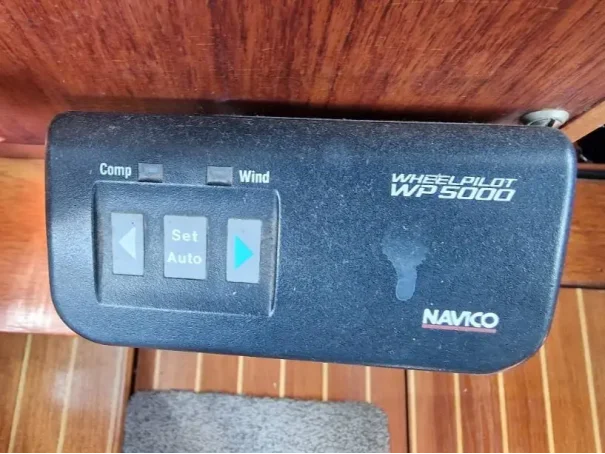 Comp
Wind
WHEELPILOT
WP5000
Set
Auto
NAVICO